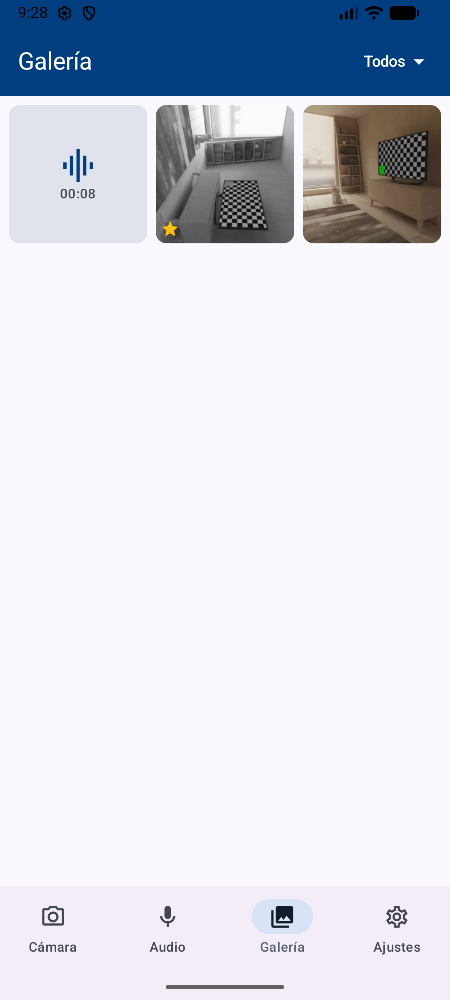 9:28
Galería
Todos
00:08
Cámara
Audio
Galería
Ajustes